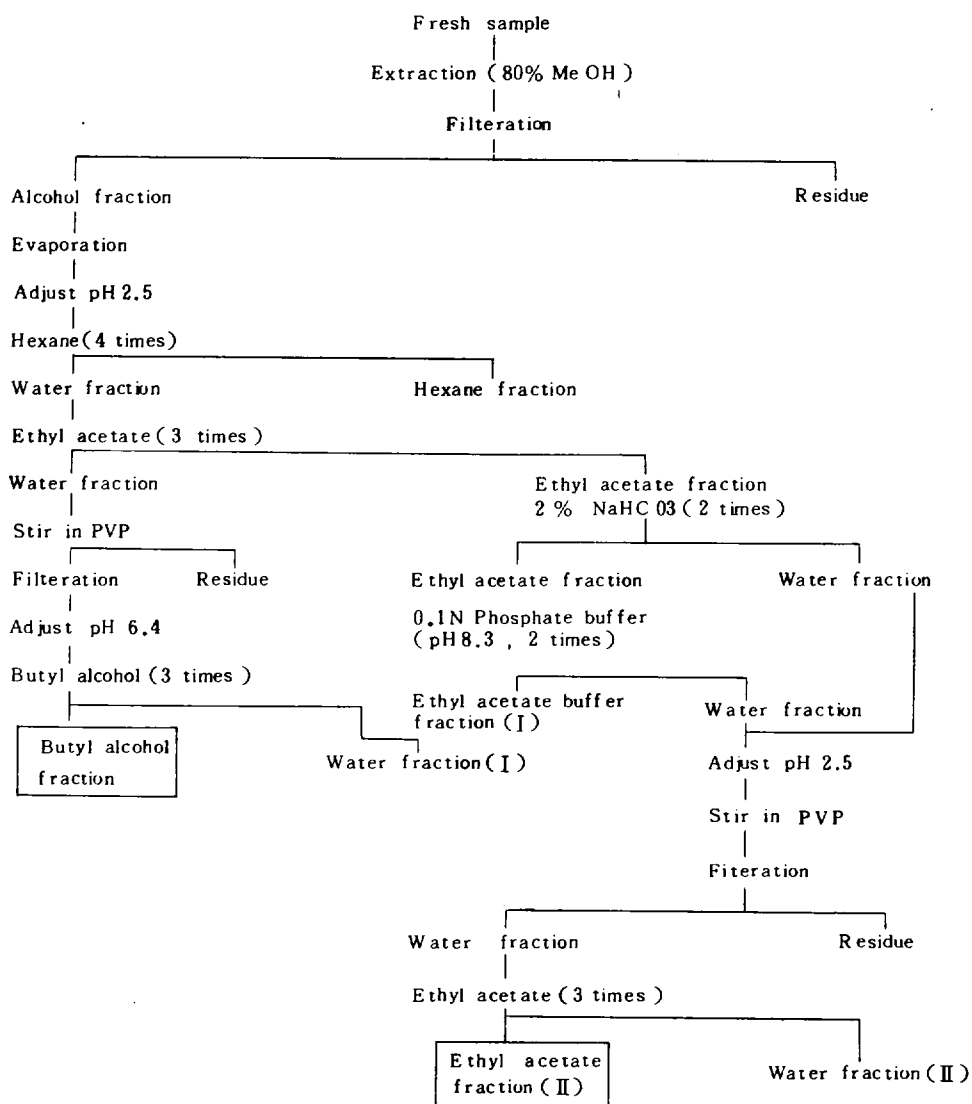 Fresh sample
Extraction (80% MeOH)
Filteration
Alcohol fraction
Residue
Evaporation
Adjust pH 2.5
Hexane (4 times)
Water fraction
Hexane fraction
Ethyl acetate (3 times)
Water fraction
Ethyl acetate fraction
2 % NaHC03 (2 times)
Stir in PVP
Filteration
Residue
Ethyl acetate fraction
Water fraction
0.1N Phosphate buffer
(pH8.3 , 2 times)
Adjust pH 6.4
Butyl alcohol (3 times)
Ethyl acetate buffer
fraction (I)
Water fraction
Butyl alcohol
fraction
Water fraction (I)
Adjust pH 2.5
Stir in PVP
Fiteration
Water fraction
Residue
Ethyl acetate (3 times)
Ethyl acetate
fraction (II)
Water fraction (II)